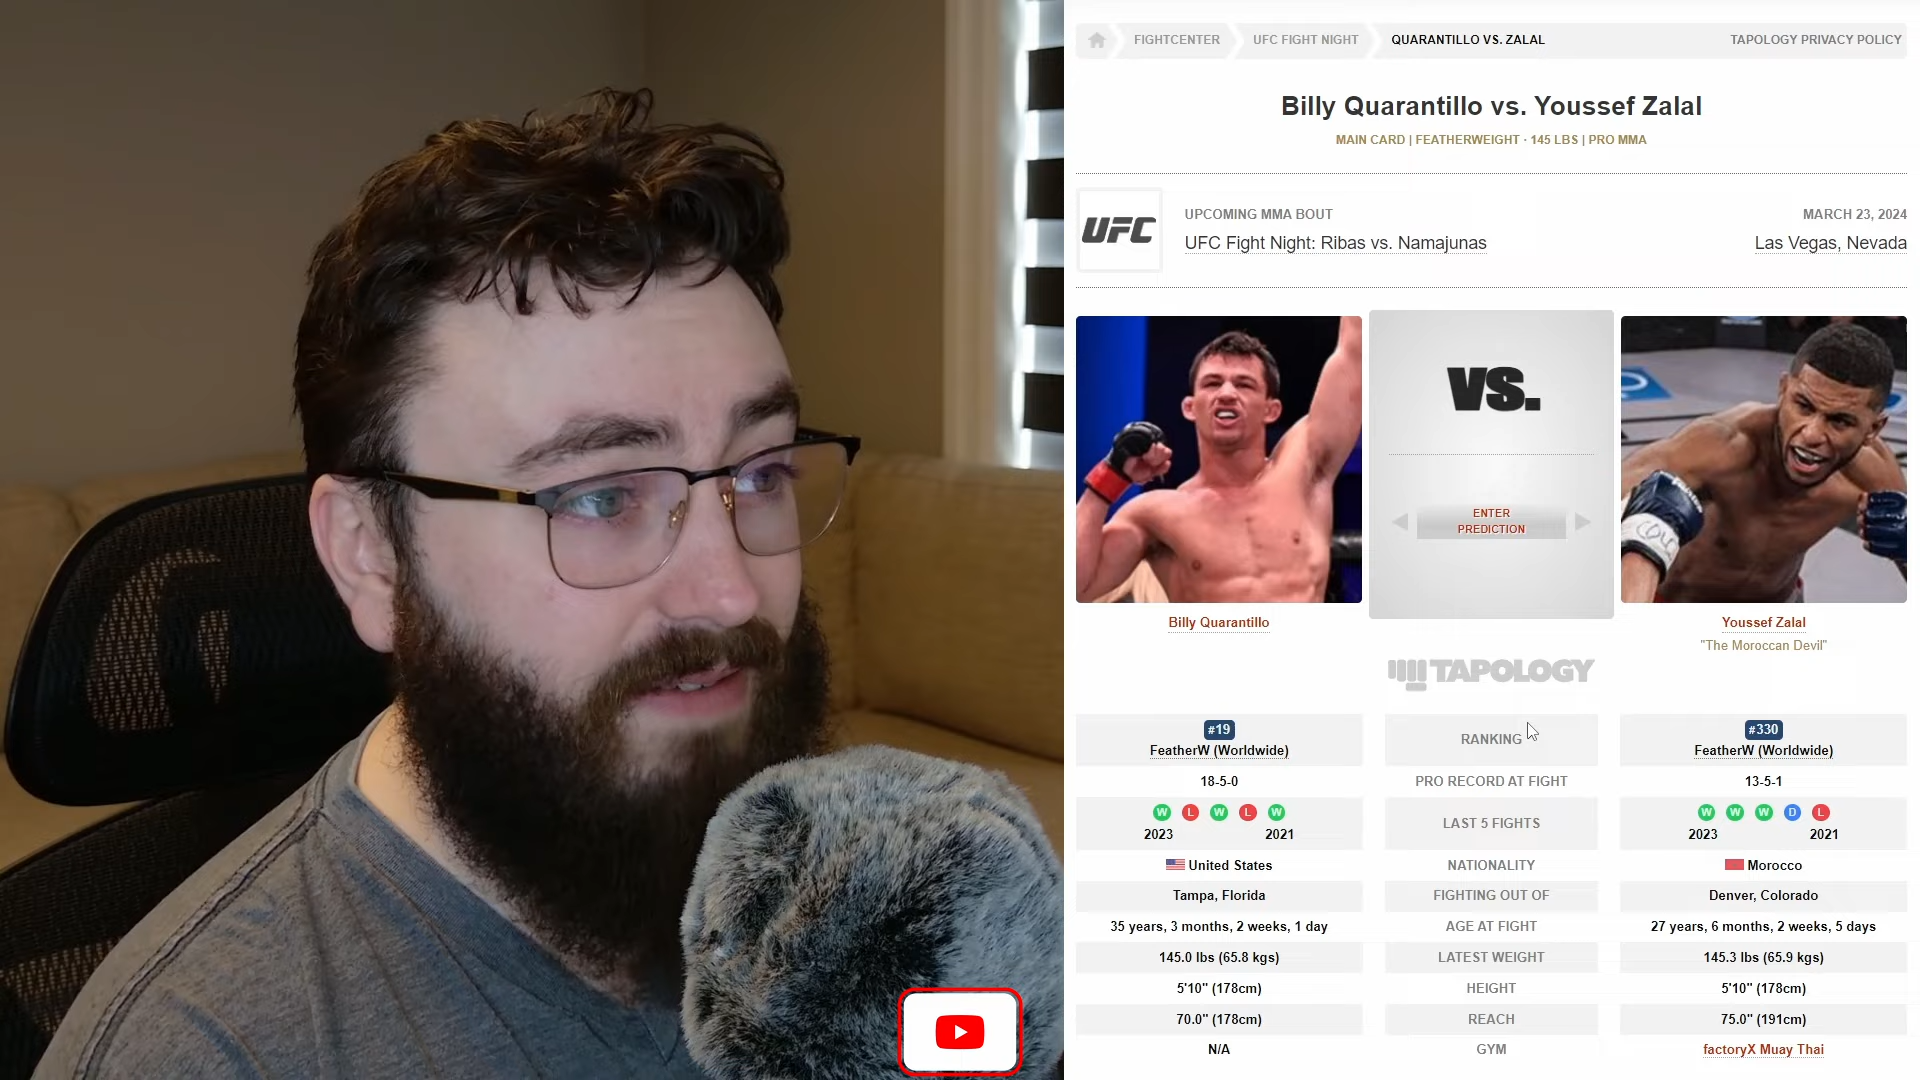 FIGHTCENTER
UFC FIGHT NIGHT
QUARANTILLO VS. ZALAL
TAPOLOGY PRIVACY POLICY
Billy Quarantillo vs. Youssef Zalal
MAIN CARD | FEATHERWEIGHT · 145 LBS | PRO MMA
UFC
UPCOMING MMA BOUT
MARCH 23, 2024
UFC Fight Night: Ribas vs. Namajunas
Las Vegas, Nevada
VS.
ENTER
PREDICTION
Billy Quarantillo
Youssef Zalal
"The Moroccan Devil"
TAPOLOGY
#19
FeatherW (Worldwide)
RANKING
#330
FeatherW (Worldwide)
18-5-0
PRO RECORD AT FIGHT
13-5-1
W L W L W
2023 2021
LAST 5 FIGHTS
W W W D L
2023 2021
United States
NATIONALITY
Morocco
Tampa, Florida
FIGHTING OUT OF
Denver, Colorado
35 years, 3 months, 2 weeks, 1 day
AGE AT FIGHT
27 years, 6 months, 2 weeks, 5 days
145.0 lbs (65.8 kgs)
LATEST WEIGHT
145.3 lbs (65.9 kgs)
5'10" (178cm)
HEIGHT
5'10" (178cm)
70.0" (178cm)
REACH
75.0" (191cm)
N/A
GYM
factoryX Muay Thai